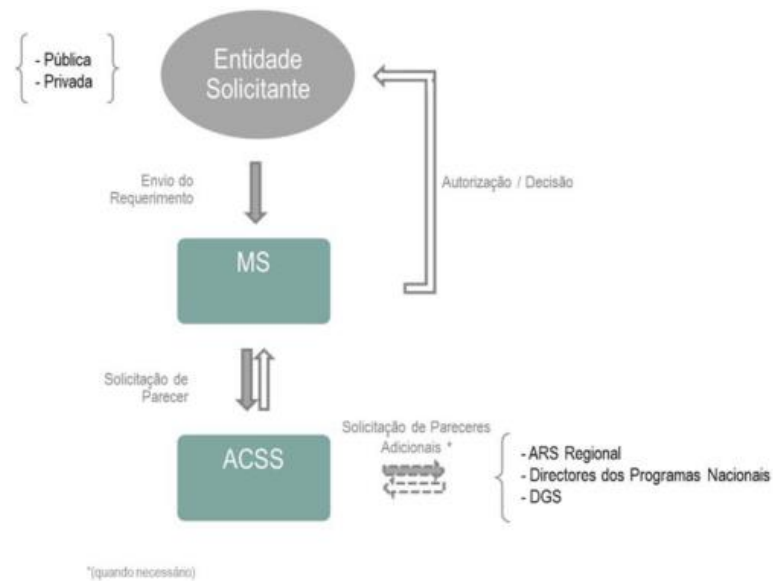 - Pública
- Privada
Entidade
Solicitante
Envio do
Requerimento
Autorização / Decisão
MS
Solicitação de
Parecer
ACSS
Solicitação de Pareceres
Adicionais *
- ARS Regional
- Directores dos Programas Nacionais
- DGS
*(quando necessário)